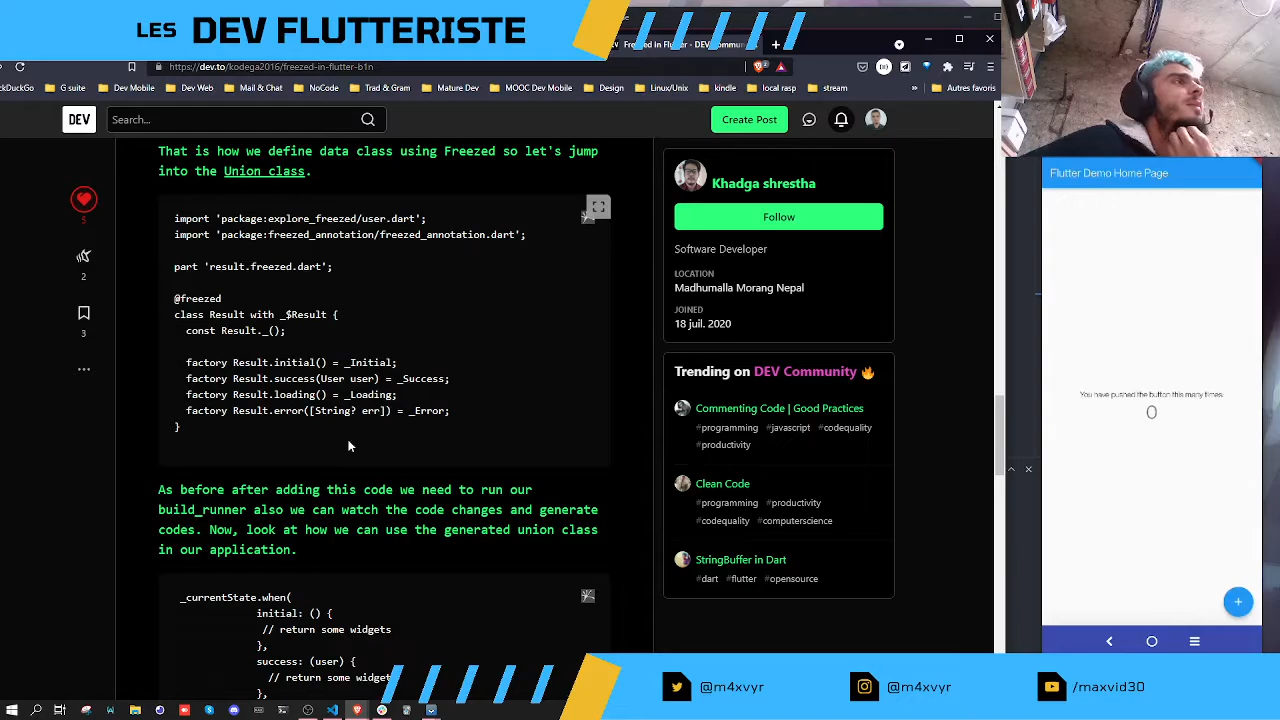 LES DEV FLUTTERISTE
Freezed in Flutter - DEV Commun
https://dev.to/kodega2016/freezed-in-flutter-b1n
DuckGo
G suite
Dev Mobile
Dev Web
Mail & Chat
NoCode
Trad & Gram
Mature Dev
MOOC Dev Mobile
Design
Linux/Unix
kindle
local rasp
stream
Autres favoris
DEV
Search...
Create Post
That is how we define data class using Freezed so let's jump
into the Union class.
5
2
3
import 'package:explore_freezed/user.dart';
import 'package:freezed_annotation/freezed_annotation.dart';
part 'result.freezed.dart';
@freezed
class Result with _$Result {
const Result._();
factory Result.initial() = _Initial;
factory Result.success(User user) = _Success;
factory Result.loading() = _Loading;
factory Result.error([String? err]) = _Error;
}
As before after adding this code we need to run our
build_runner also we can watch the code changes and generate
codes. Now, look at how we can use the generated union class
in our application.
_currentState.when(
initial: () {
// return some widgets
},
success: (user) {
// return some widgets
},
Khadga shrestha
Follow
Software Developer
LOCATION
Madhumalla Morang Nepal
JOINED
18 juil. 2020
Trending on DEV Community 🔥
Commenting Code | Good Practices
#programming #javascript #codequality
#productivity
Clean Code
#programming #productivity
#codequality #computerscience
StringBuffer in Dart
#dart #flutter #opensource
Flutter Demo Home Page
You have pushed the button this many times:
0
+
@m4xvyr
@m4xvyr
/maxvid30